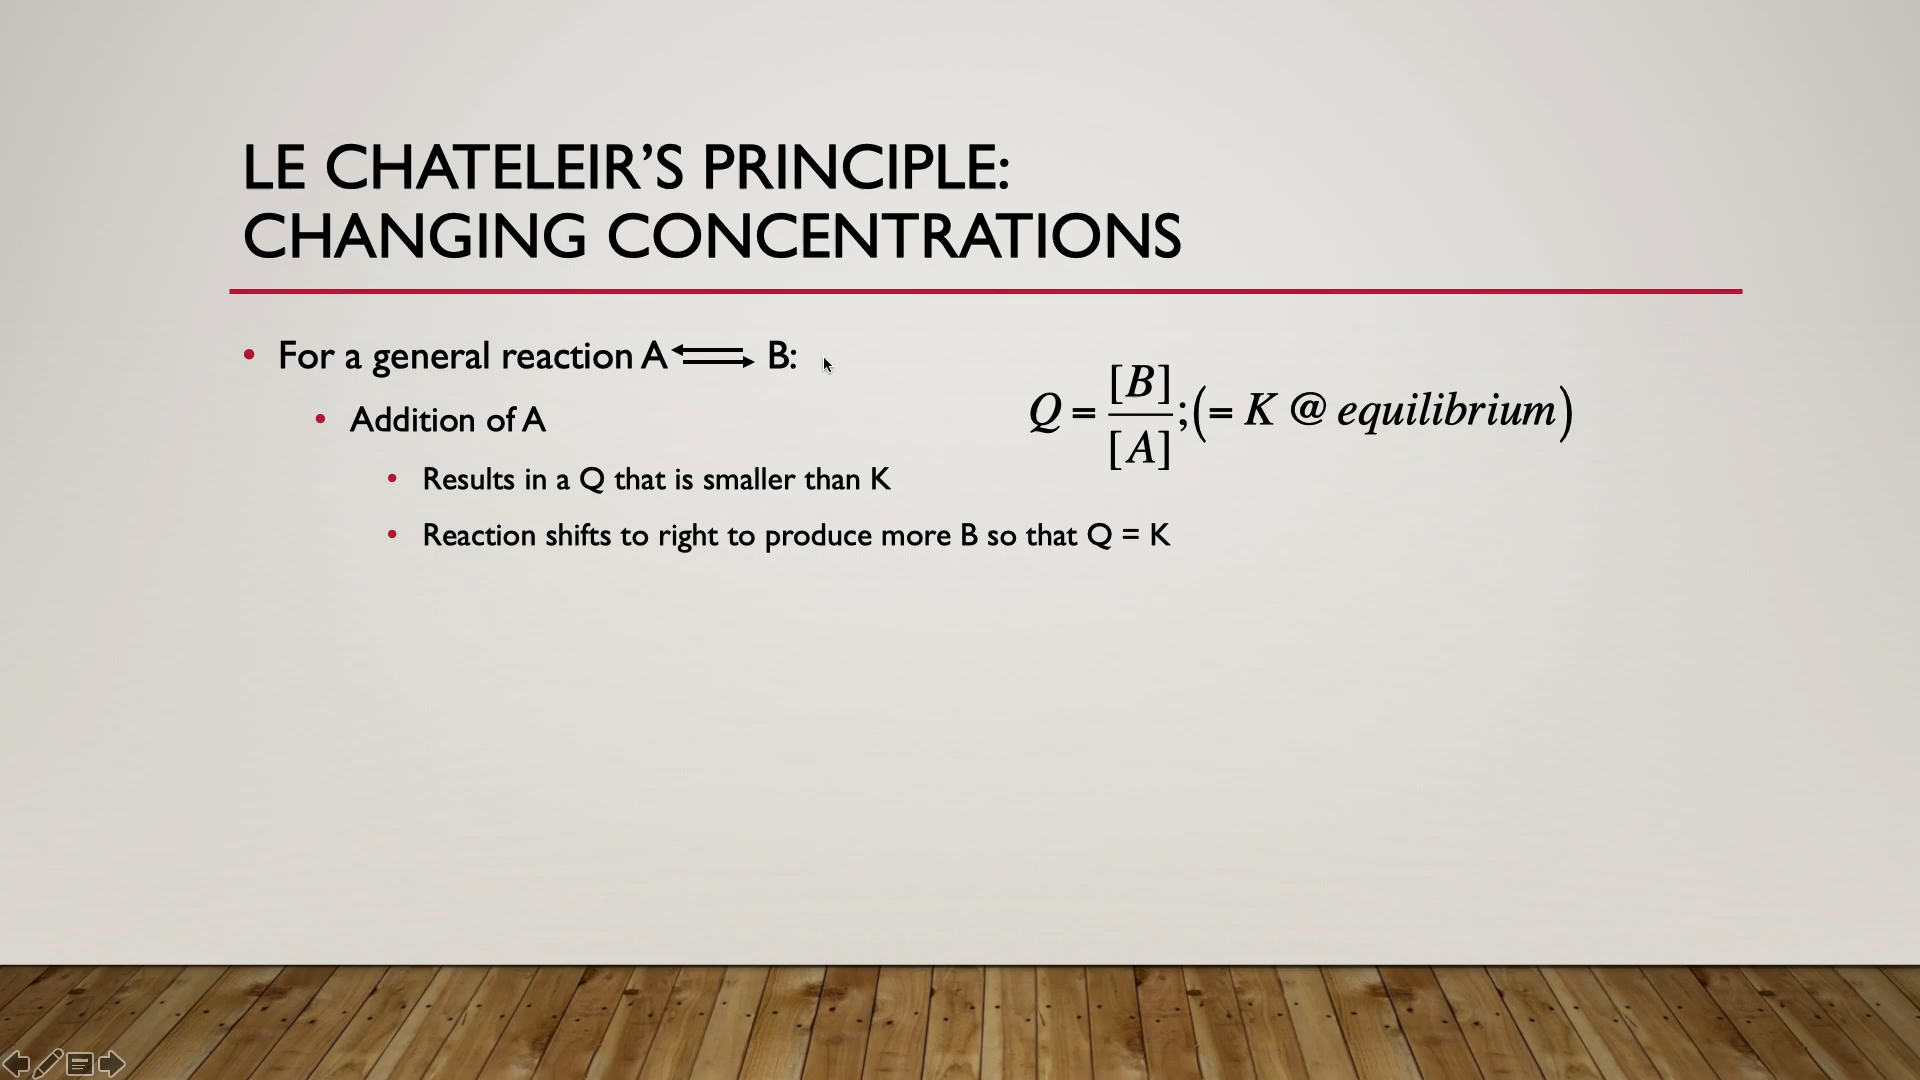 LE CHATELEIR’S PRINCIPLE:
CHANGING CONCENTRATIONS
• For a general reaction A ⇌ B:
• Addition of A
• Results in a Q that is smaller than K
• Reaction shifts to right to produce more B so that Q = K
Q = [B]/[A];(= K @ equilibrium)